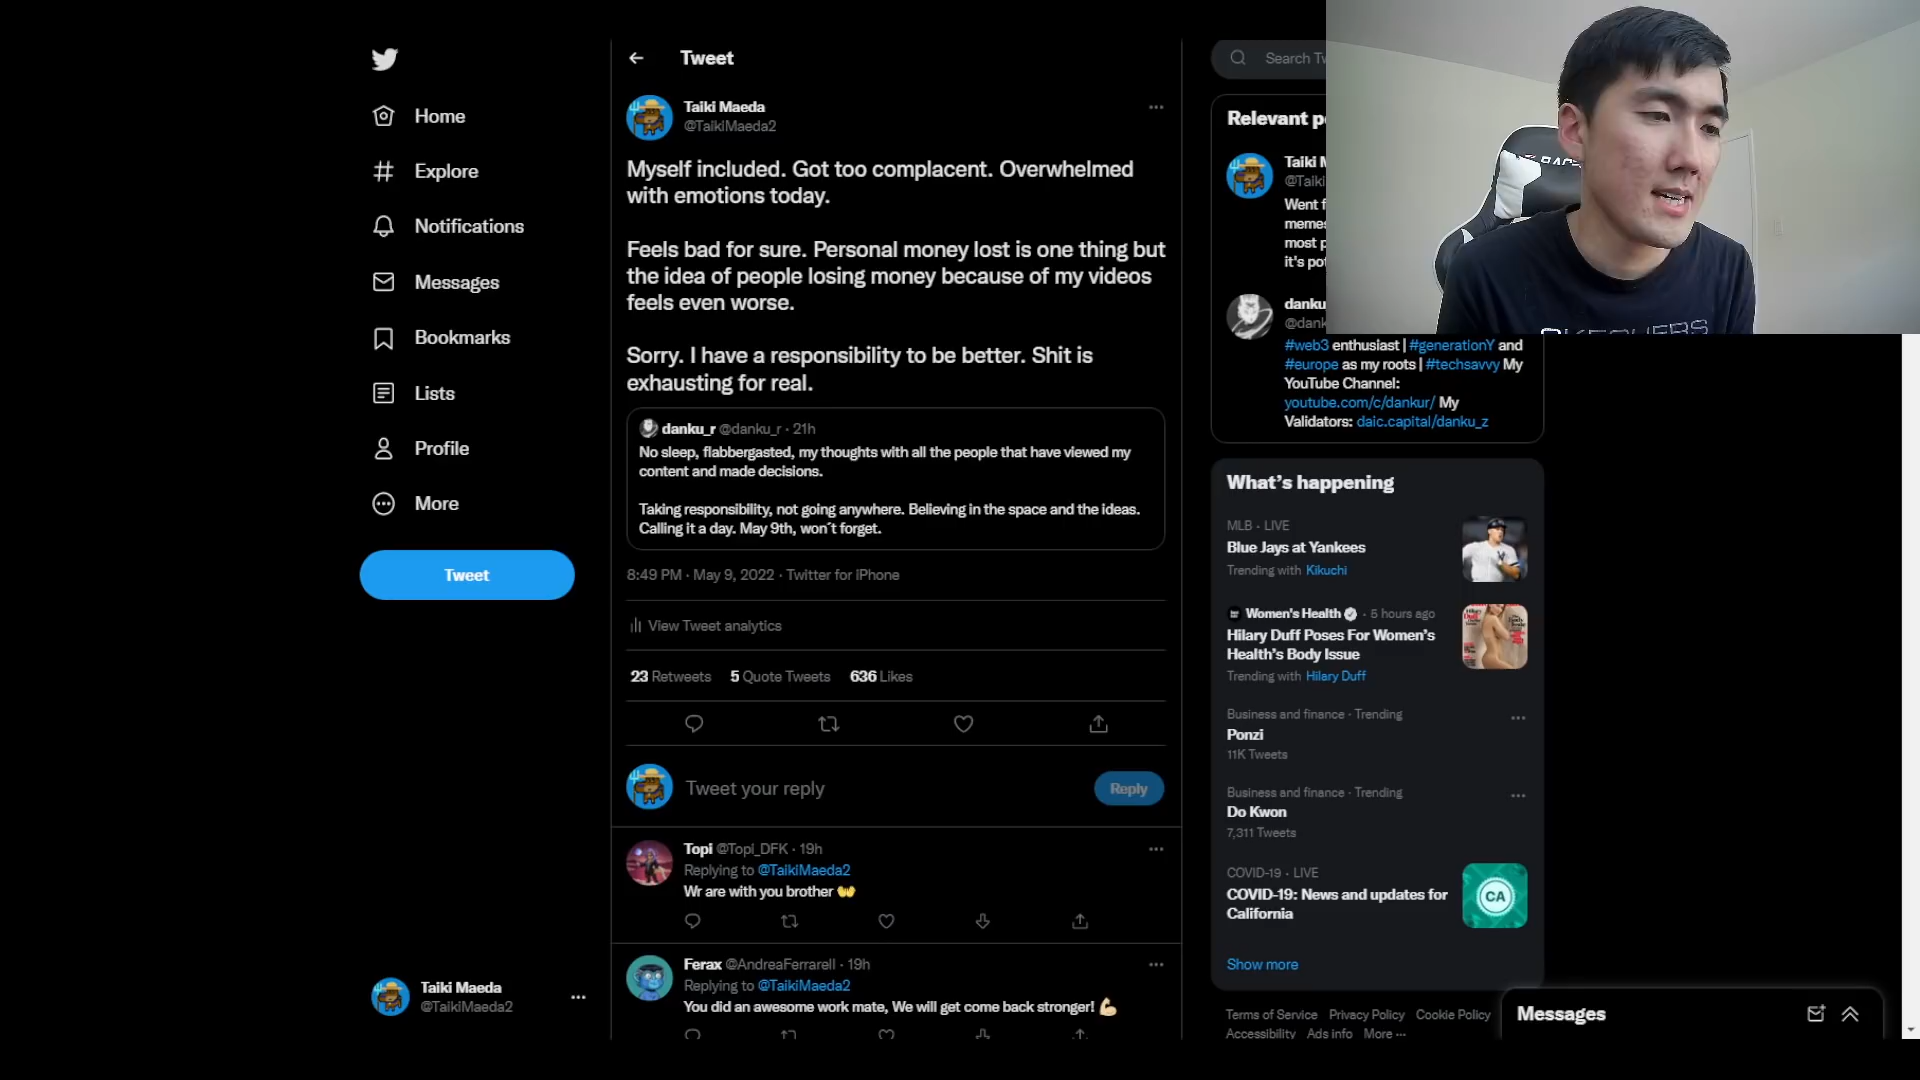 Home
Explore
Notifications
Messages
Bookmarks
Lists
Profile
More
Tweet
Taiki Maeda
@TaikiMaeda2
Tweet
Taiki Maeda
@TaikiMaeda2
Myself included. Got too complacent. Overwhelmed
with emotions today.
Feels bad for sure. Personal money lost is one thing but
the idea of people losing money because of my videos
feels even worse.
Sorry. I have a responsibility to be better. Shit is
exhausting for real.
danku_r @danku_r · 21h
No sleep, flabbergasted, my thoughts with all the people that have viewed my
content and made decisions.
Taking responsibility, not going anywhere. Believing in the space and the ideas.
Calling it a day. May 9th, won´t forget.
8:49 PM · May 9, 2022 · Twitter for iPhone
View Tweet analytics
23 Retweets 5 Quote Tweets 636 Likes
Tweet your reply
Reply
Topi @Topi_DFK · 19h
Replying to @TaikiMaeda2
Wr are with you brother 👐
Ferax @AndreaFerrarelI · 19h
Replying to @TaikiMaeda2
You did an awesome work mate, We will get come back stronger! 💪
Search
Relevant
Taiki
@Taiki
Went
meme
most
it's
danku
@dank
#web3 enthusiast | #generationY and
#europe as my roots | #techsavvy My
YouTube Channel:
youtube.com/c/dankur/ My
Validators: daic.capital/danku_z
What's happening
MLB · LIVE
Blue Jays at Yankees
Trending with Kikuchi
Women's Health · 5 hours ago
Hilary Duff Poses For Women's
Health's Body Issue
Trending with Hilary Duff
Business and finance · Trending
Ponzi
11K Tweets
Business and finance · Trending
Do Kwon
7,311 Tweets
COVID-19 · LIVE
COVID-19: News and updates for
California
CA
Show more
Terms of Service Privacy Policy Cookie Policy
Accessibility Ads info More ···
Messages